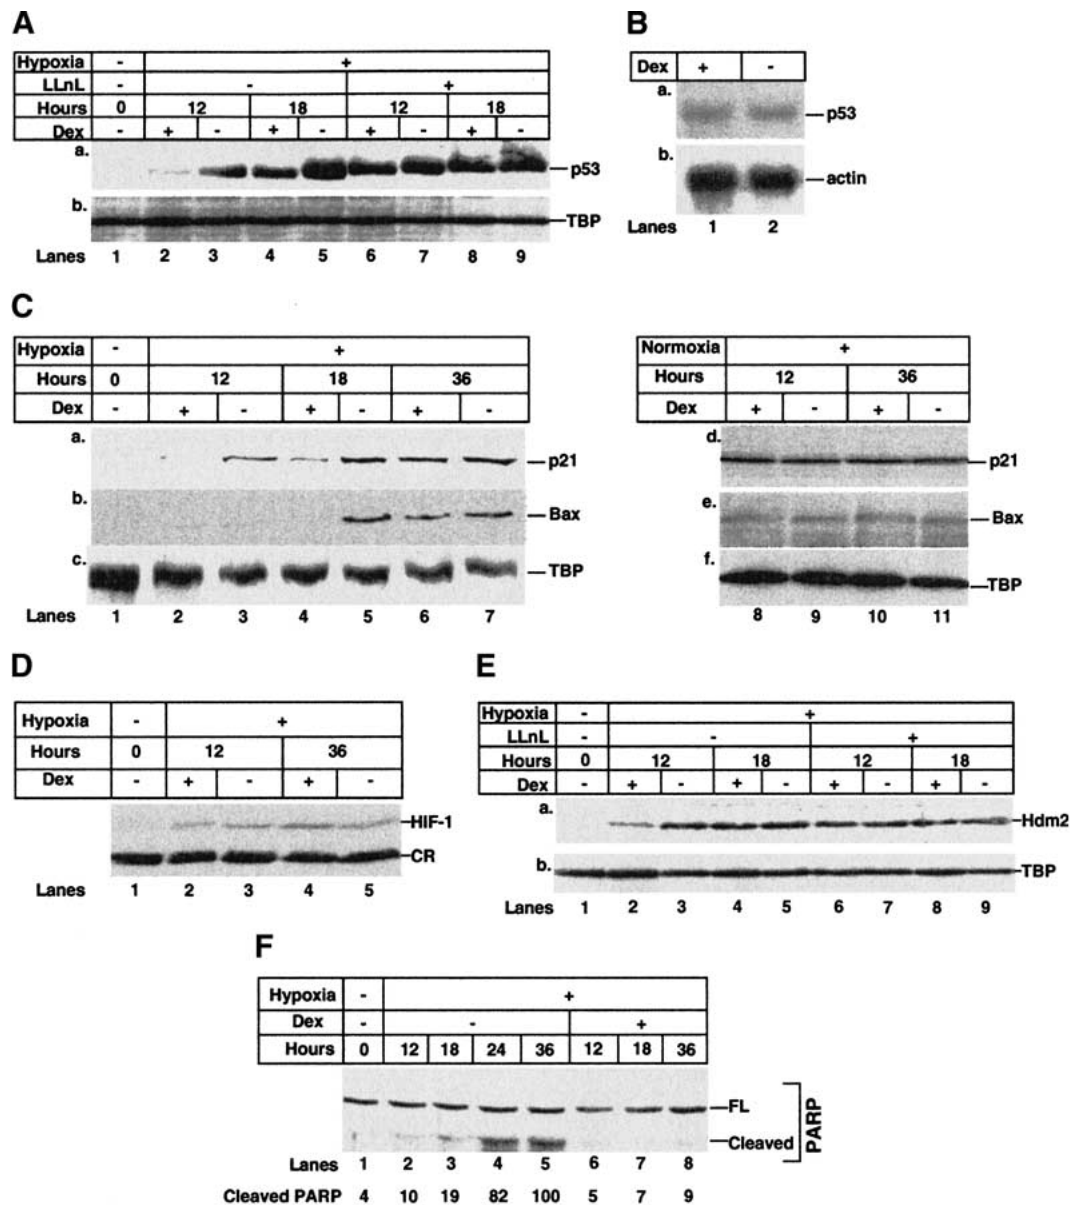 A
Hypoxia - +
LLnL - - +
Hours 0 12 18 12 18
Dex - + - + - + - + -
a. p53
b. TBP
Lanes 1 2 3 4 5 6 7 8 9
B
Dex + -
a. p53
b. actin
Lanes 1 2
C
Hypoxia - +
Hours 0 12 18 36
Dex - + - + - + -
a. p21
b. Bax
c. TBP
Lanes 1 2 3 4 5 6 7
Normoxia +
Hours 12 36
Dex + - + -
d. p21
e. Bax
f. TBP
8 9 10 11
D
Hypoxia - +
Hours 0 12 36
Dex - + - + -
HIF-1
CR
Lanes 1 2 3 4 5
E
Hypoxia - +
LLnL - - +
Hours 0 12 18 12 18
Dex - + - + - + - + -
a. Hdm2
b. TBP
Lanes 1 2 3 4 5 6 7 8 9
F
Hypoxia - +
Dex - - +
Hours 0 12 18 24 36 12 18 36
FL
Cleaved
PARP
Lanes 1 2 3 4 5 6 7 8
Cleaved PARP 4 10 19 82 100 5 7 9